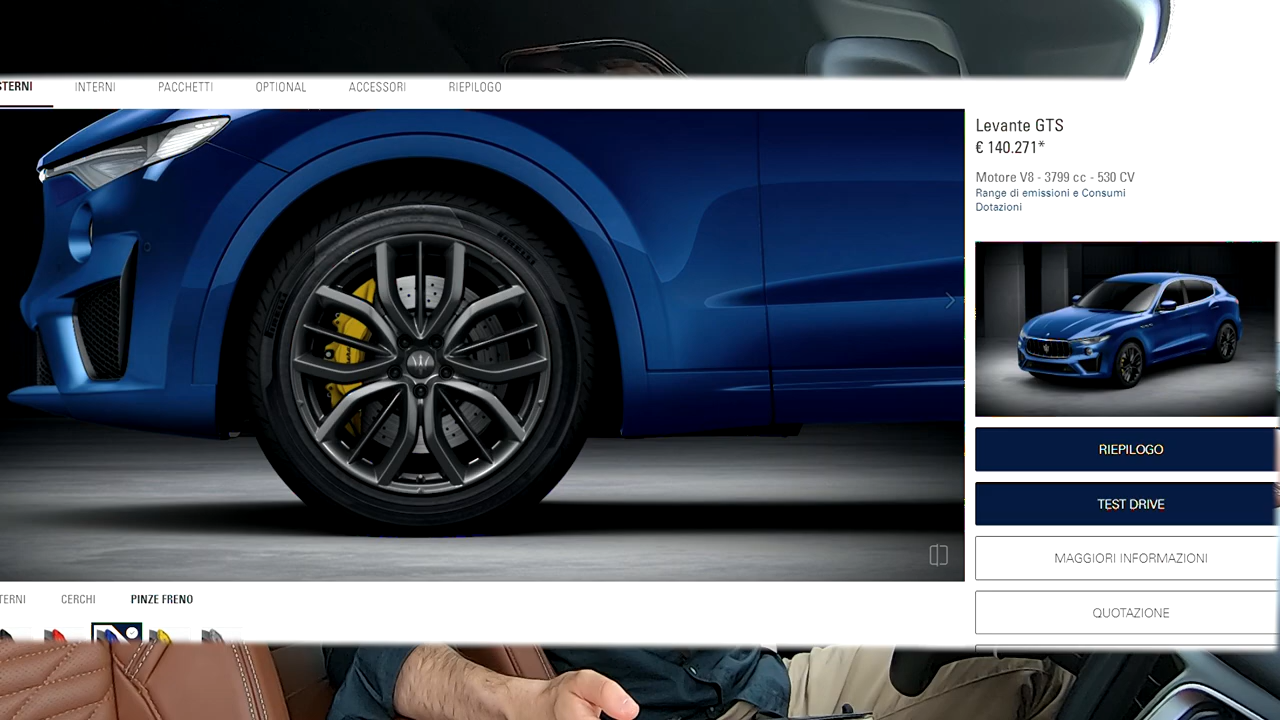 STERNI
INTERNI
PACCHETTI
OPTIONAL
ACCESSORI
RIEPILOGO
Levante GTS
€ 140.271*
Motore V8 - 3799 cc - 530 CV
Range di emissioni e Consumi
Dotazioni
RIEPILOGO
TEST DRIVE
MAGGIORI INFORMAZIONI
QUOTAZIONE
TERNI
CERCHI
PINZE FRENO